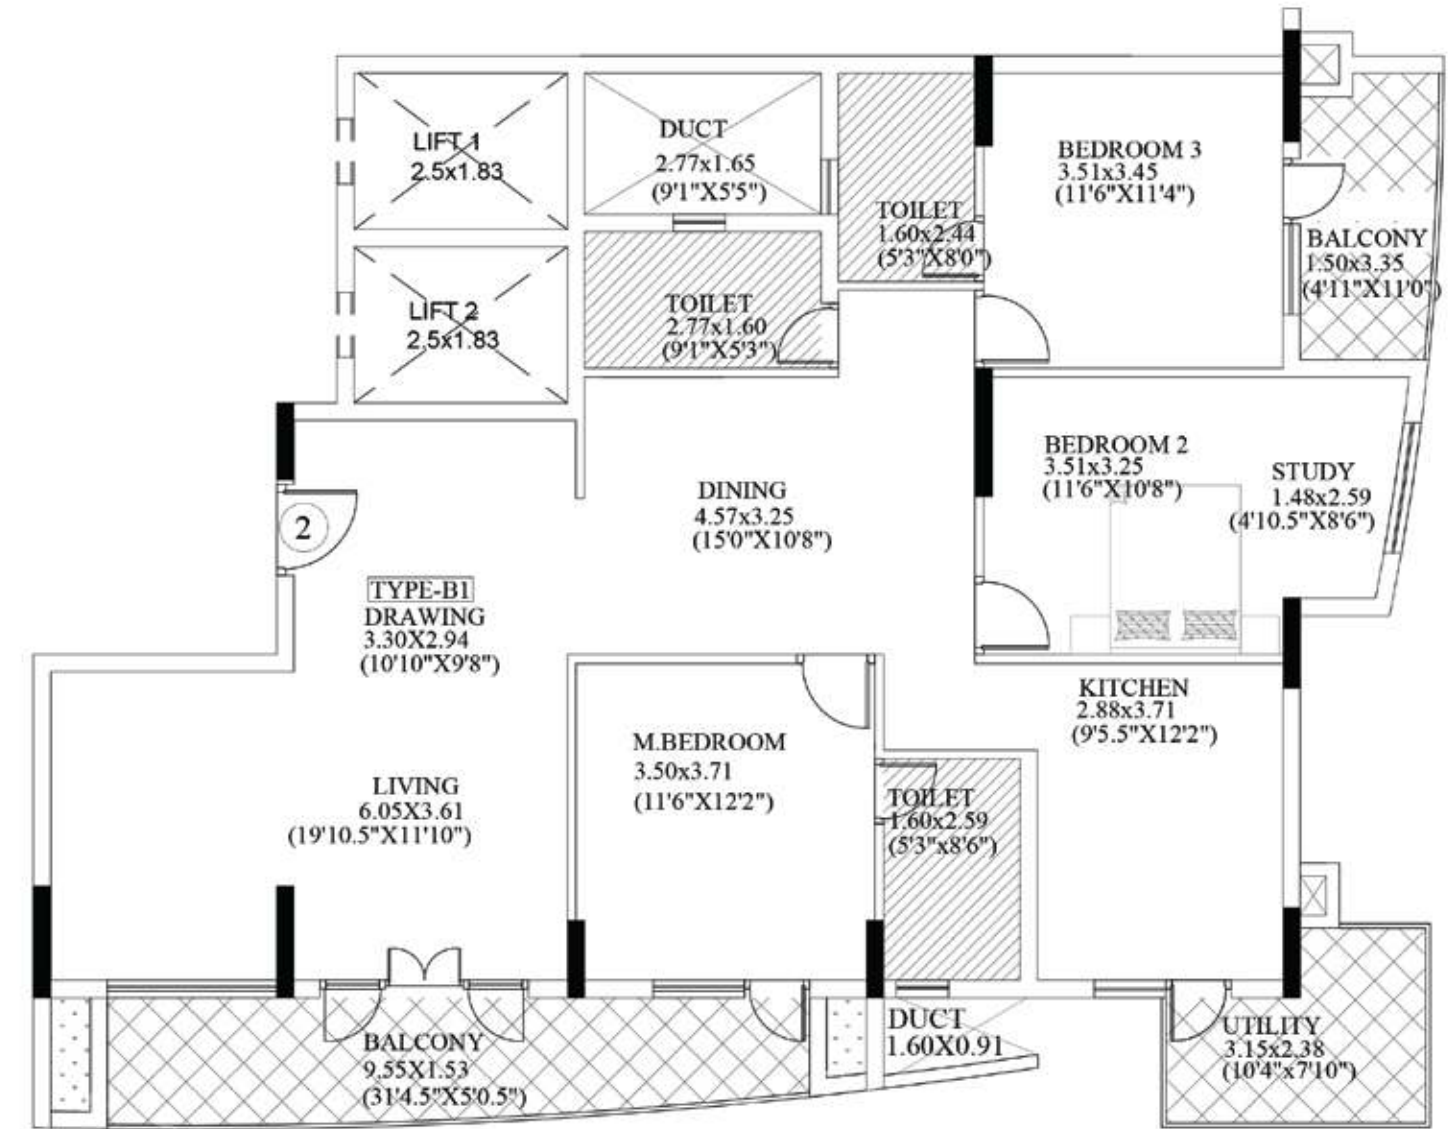 LIFT 1
2.5x1.83
DUCT
2.77x1.65
(9'1"X5'5")
TOILET
1.60x2.44
(5'3"X8'0")
BEDROOM 3
3.51x3.45
(11'6"X11'4")
BALCONY
1.50x3.35
(4'11"X11'0")
LIFT 2
2.5x1.83
TOILET
2.77x1.60
(9'1"X5'3")
BEDROOM 2
3.51x3.25
(11'6"X10'8")
STUDY
1.48x2.59
(4'10.5"X8'6")
DINING
4.57x3.25
(15'0"X10'8")
2
TYPE-B1
DRAWING
3.30X2.94
(10'10"X9'8")
KITCHEN
2.88x3.71
(9'5.5"X12'2")
M.BEDROOM
3.50x3.71
(11'6"X12'2")
LIVING
6.05X3.61
(19'10.5"X11'10")
TOILET
1.60x2.59
(5'3"x8'6")
BALCONY
9.55X1.53
(31'4.5"X5'0.5")
DUCT
1.60X0.91
UTILITY
3.15x2.38
(10'4"x7'10")